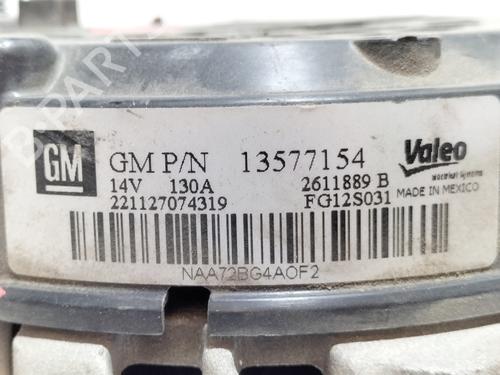 GM
GM P/N 13577154
Valeo
14V 130A 2611889 B
MADE IN MEXICO
221127074319 FG12S031
NAA72BG4AOF2